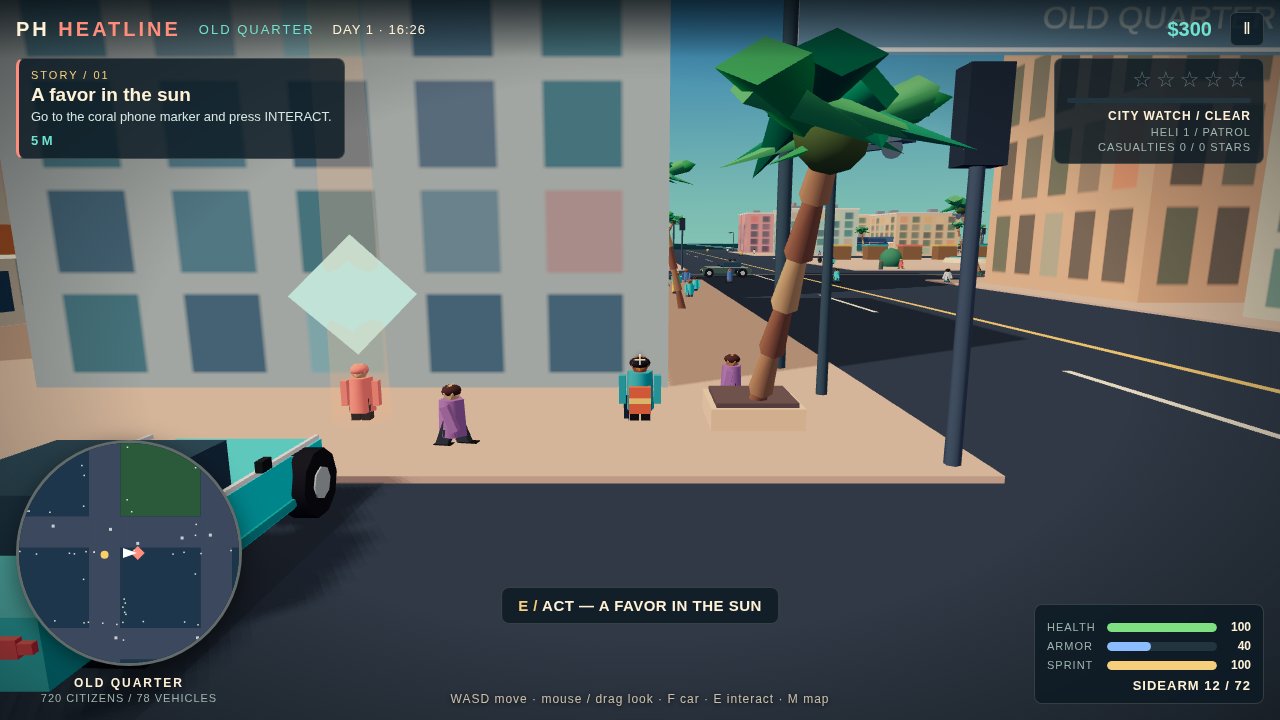 PH HEATLINE OLD QUARTER DAY 1 · 16:26
OLD QUARTER
$300
STORY / 01
A favor in the sun
Go to the coral phone marker and press INTERACT.
5 M
☆☆☆☆☆
CITY WATCH / CLEAR
HELI 1 / PATROL
CASUALTIES 0 / 0 STARS
E / ACT — A FAVOR IN THE SUN
HEALTH 100
ARMOR 40
SPRINT 100
SIDEARM 12 / 72
OLD QUARTER
720 CITIZENS / 78 VEHICLES
WASD move · mouse / drag look · F car · E interact · M map